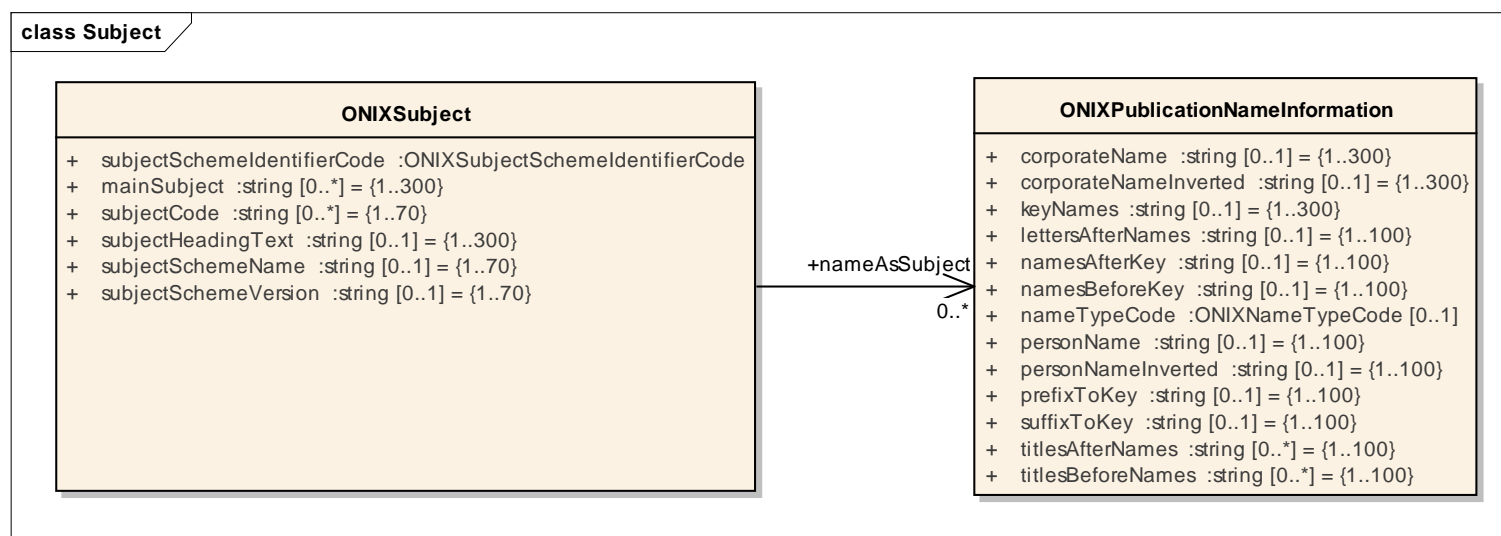 class Subject
ONIXSubject
+ subjectSchemeIdentifierCode :ONIXSubjectSchemeIdentifierCode
+ mainSubject :string [0..*] = {1..300}
+ subjectCode :string [0..*] = {1..70}
+ subjectHeadingText :string [0..1] = {1..300}
+ subjectSchemeName :string [0..1] = {1..70}
+ subjectSchemeVersion :string [0..1] = {1..70}
+nameAsSubject
0..*
ONIXPublicationNameInformation
+ corporateName :string [0..1] = {1..300}
+ corporateNameInverted :string [0..1] = {1..300}
+ keyNames :string [0..1] = {1..300}
+ lettersAfterNames :string [0..1] = {1..100}
+ namesAfterKey :string [0..1] = {1..100}
+ namesBeforeKey :string [0..1] = {1..100}
+ nameTypeCode :ONIXNameTypeCode [0..1]
+ personName :string [0..1] = {1..100}
+ personNameInverted :string [0..1] = {1..100}
+ prefixToKey :string [0..1] = {1..100}
+ suffixToKey :string [0..1] = {1..100}
+ titlesAfterNames :string [0..*] = {1..100}
+ titlesBeforeNames :string [0..*] = {1..100}